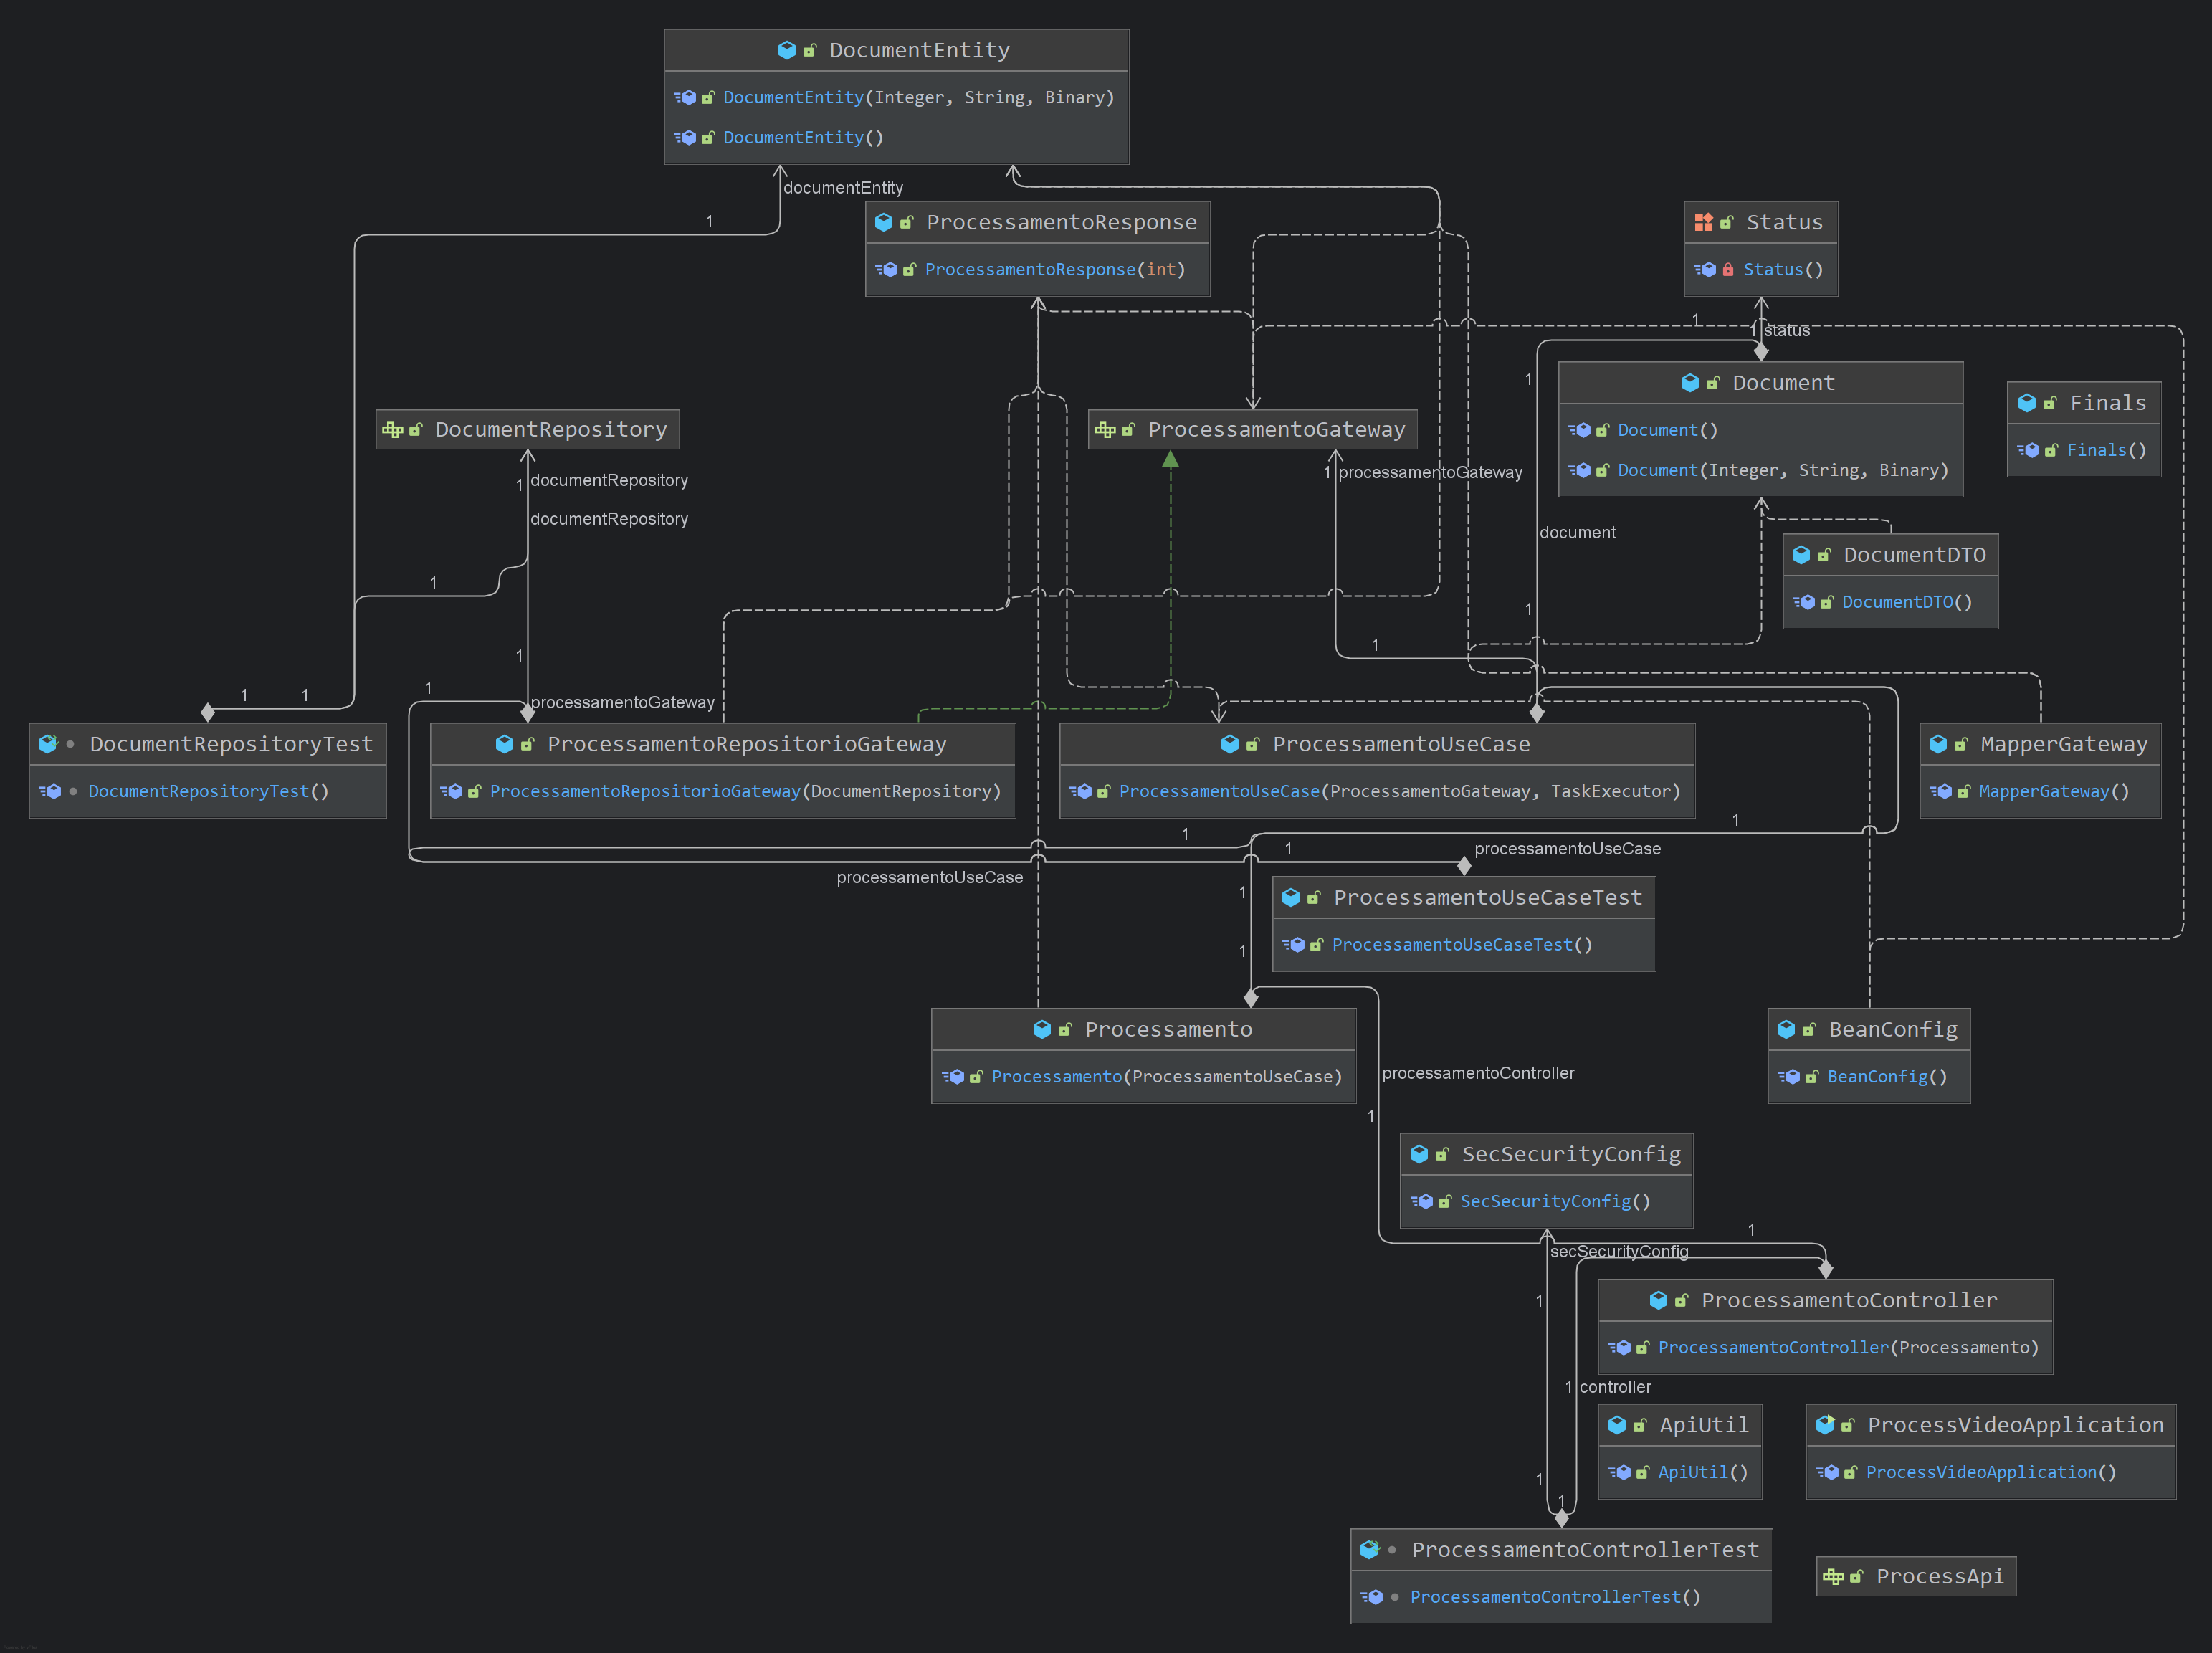 DocumentEntity
DocumentEntity(Integer, String, Binary)
DocumentEntity()
documentEntity
1
ProcessamentoResponse
ProcessamentoResponse(int)
Status
Status()
1
1 status
Document
Document()
Document(Integer, String, Binary)
1
Finals
Finals()
DocumentRepository
ProcessamentoGateway
1 processamentoGateway
1 documentRepository
documentRepository
document
DocumentDTO
DocumentDTO()
1
1
1
1
1
1
1
1
processamentoGateway
DocumentRepositoryTest
DocumentRepositoryTest()
ProcessamentoRepositorioGateway
ProcessamentoRepositorioGateway(DocumentRepository)
ProcessamentoUseCase
ProcessamentoUseCase(ProcessamentoGateway, TaskExecutor)
MapperGateway
MapperGateway()
1
1
1
processamentoUseCase
processamentoUseCase
1
ProcessamentoUseCaseTest
ProcessamentoUseCaseTest()
1
Processamento
Processamento(ProcessamentoUseCase)
BeanConfig
BeanConfig()
processamentoController
1
SecSecurityConfig
SecSecurityConfig()
1
secSecurityConfig
1
ProcessamentoController
ProcessamentoController(Processamento)
1 controller
ApiUtil
ApiUtil()
ProcessVideoApplication
ProcessVideoApplication()
1
1
ProcessamentoControllerTest
ProcessamentoControllerTest()
ProcessApi